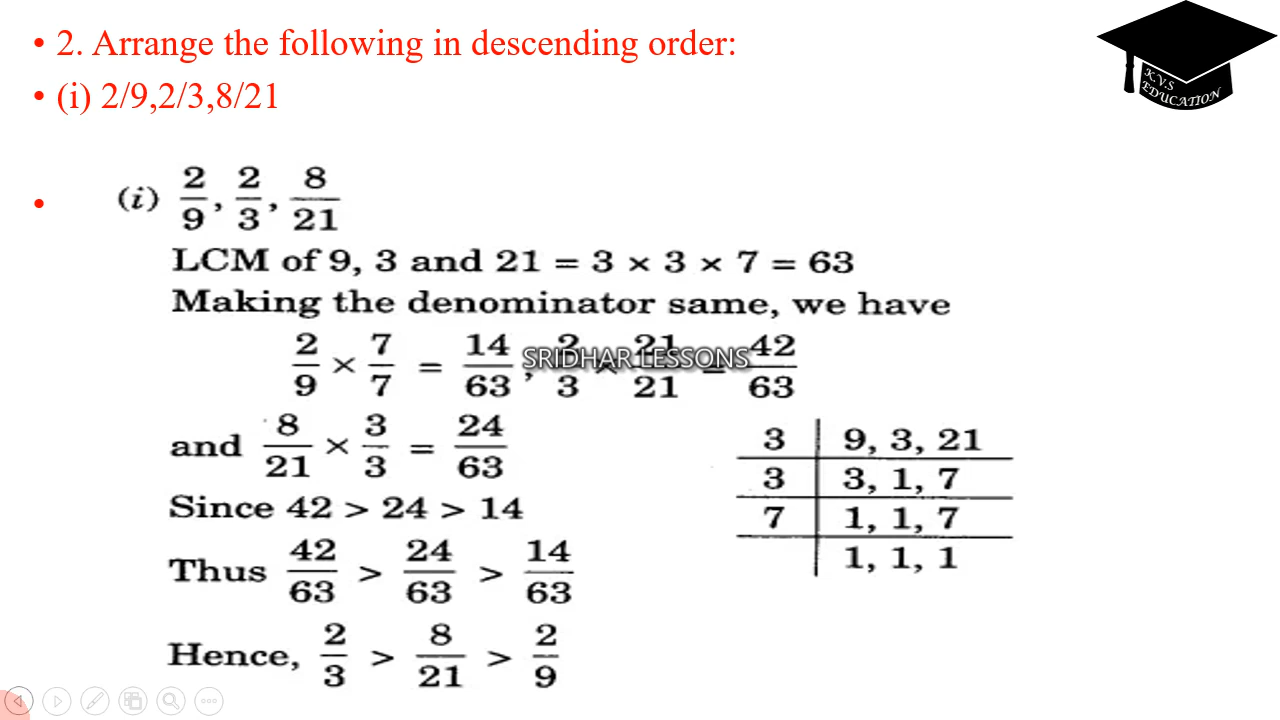 • 2. Arrange the following in descending order:
• (i) 2/9,2/3,8/21
K.V.S
EDUCATION
• (i) 2/9, 2/3, 8/21
LCM of 9, 3 and 21 = 3 × 3 × 7 = 63
Making the denominator same, we have
2/9 × 7/7 = 14/63, 2/3 × 21/21 = 42/63
SRIDHAR LESSONS
and 8/21 × 3/3 = 24/63
Since 42 > 24 > 14
Thus 42/63 > 24/63 > 14/63
Hence, 2/3 > 8/21 > 2/9
3 | 9, 3, 21
3 | 3, 1, 7
7 | 1, 1, 7
| 1, 1, 1